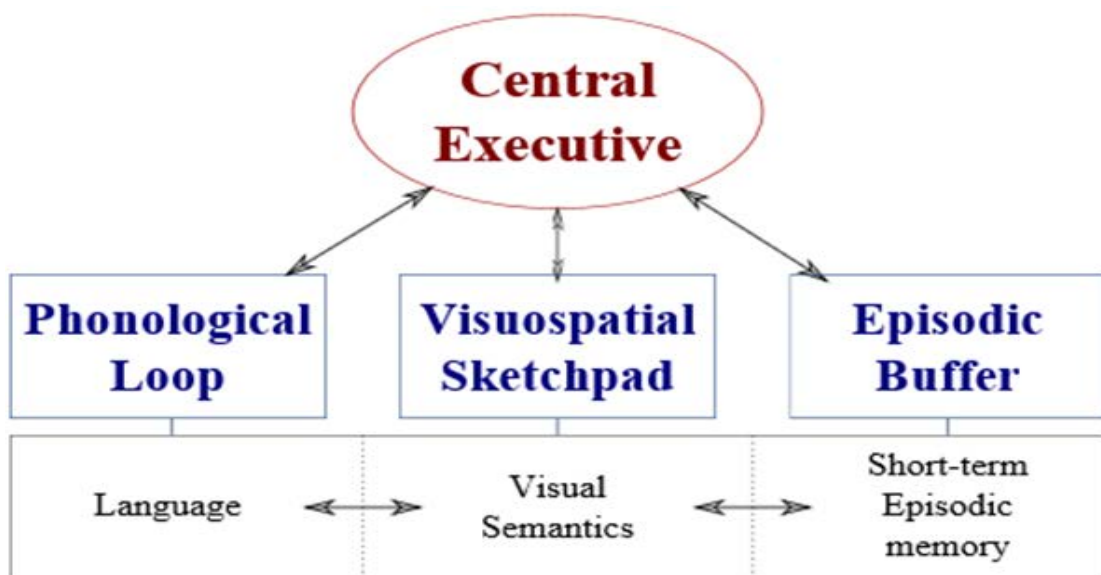 Central
Executive
Phonological
Loop
Visuospatial
Sketchpad
Episodic
Buffer
Language
Visual
Semantics
Short-term
Episodic
memory